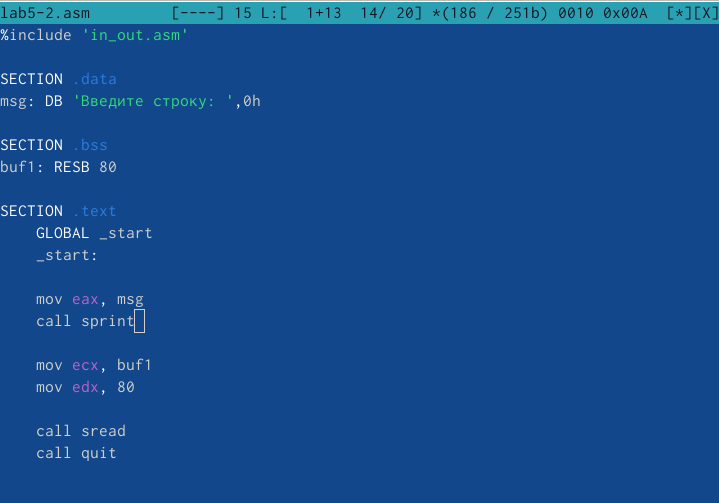 lab5-2.asm [----] 15 L:[ 1+13 14/ 20] *(186 / 251b) 0010 0x00A [*][X]
%include 'in_out.asm'
SECTION .data
msg: DB 'Введите строку: ',0h
SECTION .bss
buf1: RESB 80
SECTION .text
GLOBAL _start
_start:
mov eax, msg
call sprint
mov ecx, buf1
mov edx, 80
call sread
call quit